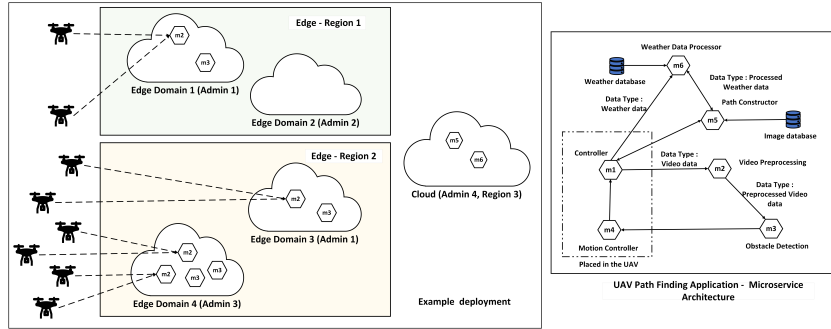 Edge - Region 1
m2
m3
Edge Domain 1 (Admin 1)
Edge Domain 2 (Admin 2)
Edge - Region 2
m2
m3
Edge Domain 3 (Admin 1)
m2
m2
m3
m3
Edge Domain 4 (Admin 3)
m5
m6
Cloud (Admin 4, Region 3)
Example deployment
Weather Data Processor
m6
Weather database
Data Type :
Weather data
Data Type : Processed
Weather data
Path Constructor
m5
Image database
Controller
m1
Data Type :
Video data
m2
Video Preprocessing
Data Type :
Preprocessed Video
data
m4
m3
Motion Controller
Obstacle Detection
Placed in the UAV
UAV Path Finding Application - Microservice
Architecture